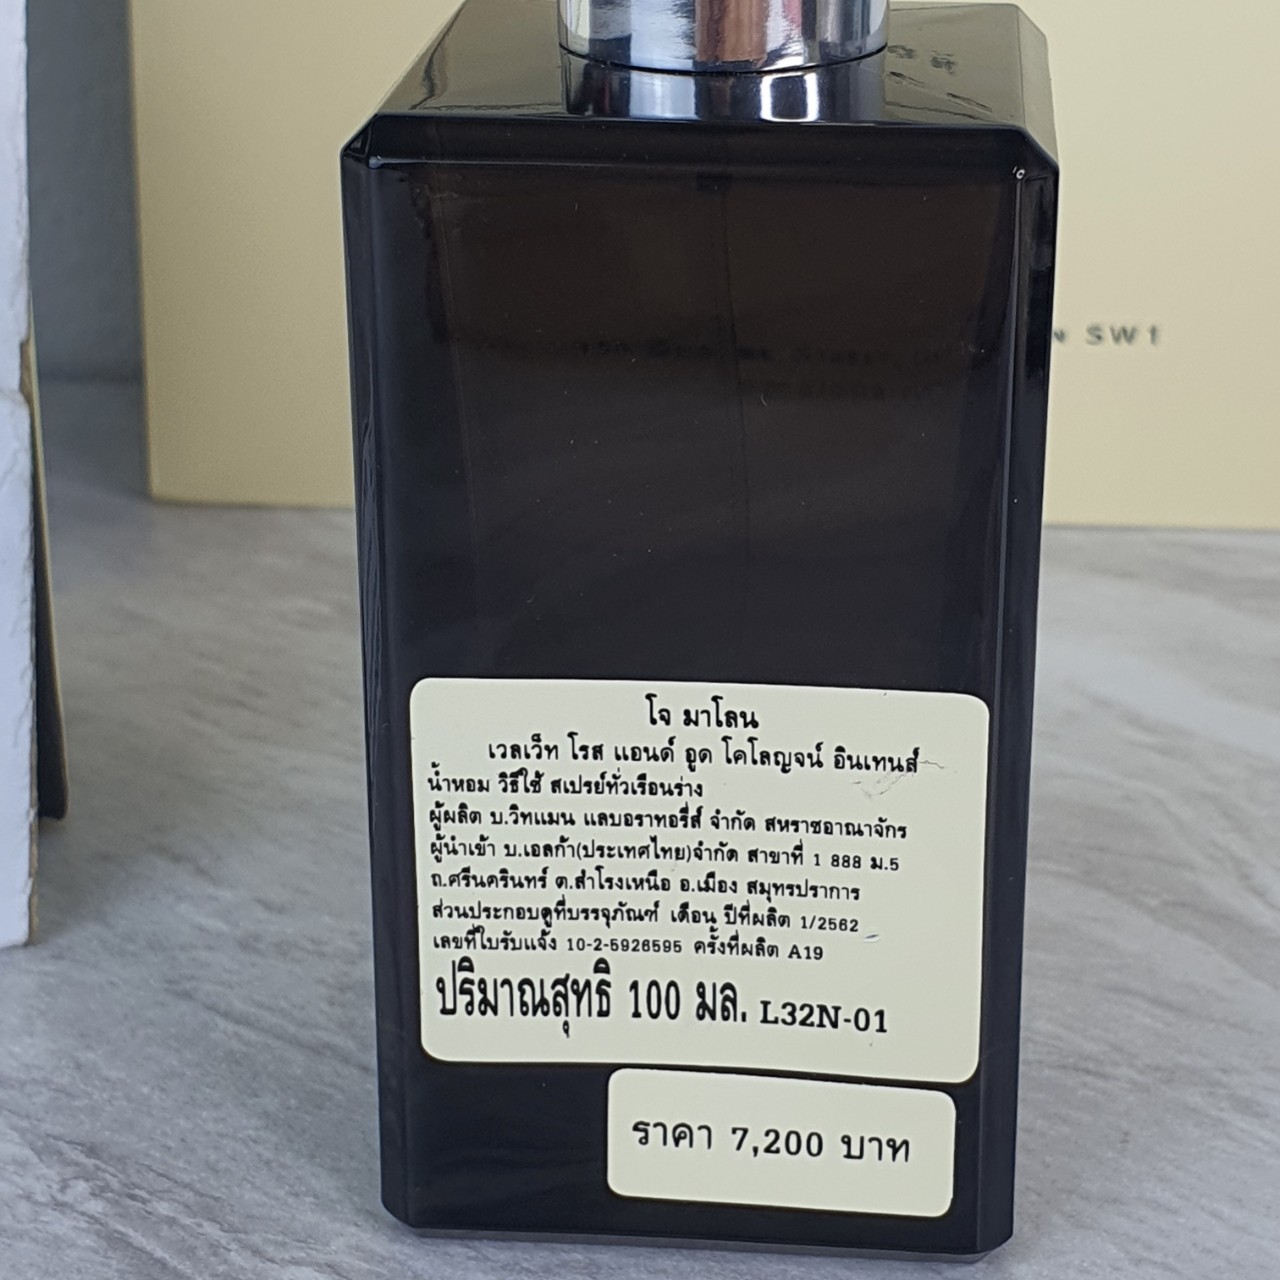 SW1
โจ มาโลน
เวลเว็ท โรส แอนด์ อูด โคโลญจน์ อินเทนส์
น้ำหอม วิธีใช้ สเปรย์ทั่วเรือนร่าง
ผู้ผลิต บ.วิทแมน แลบอราทอรี่ส์ จำกัด สหราชอาณาจักร
ผู้นำเข้า บ.เอลก้า(ประเทศไทย)จำกัด สาขาที่ 1 888 ม.5
ถ.ศรีนครินทร์ ต.สำโรงเหนือ อ.เมือง สมุทรปราการ
ส่วนประกอบดูที่บรรจุภัณฑ์ เดือน ปีที่ผลิต 1/2562
เลขที่ใบรับแจ้ง 10-2-5926595 ครั้งที่ผลิต A19
ปริมาณสุทธิ 100 มล. L32N-01
ราคา 7,200 บาท